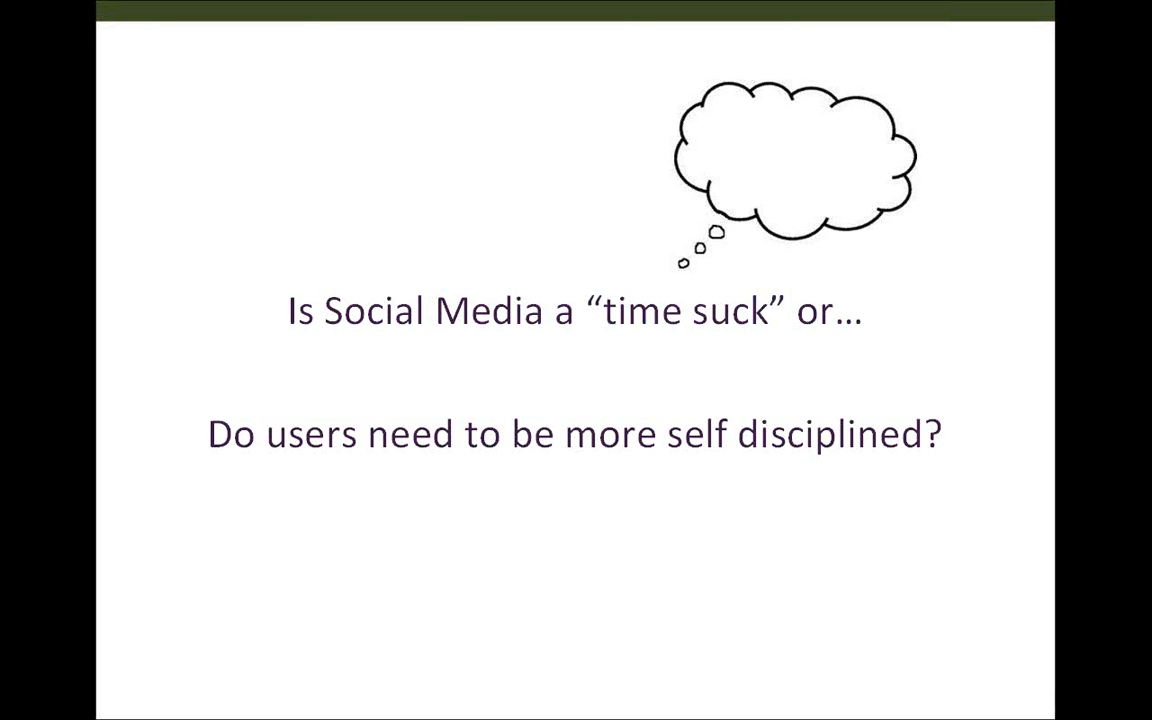 Is Social Media a “time suck” or…
Do users need to be more self disciplined?